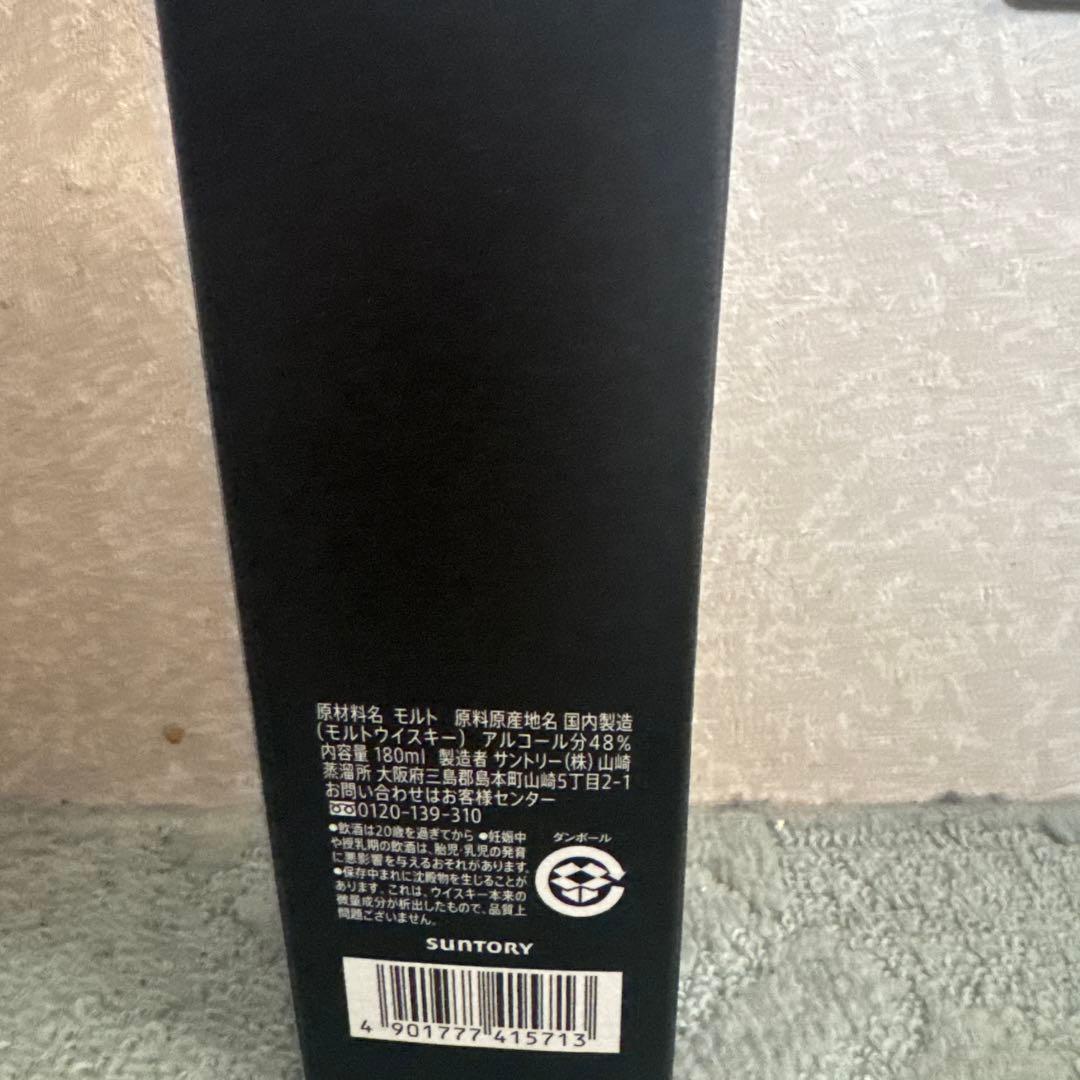 原材料名 モルト 原料原産地名 国内製造
(モルトウイスキー) アルコール分48%
内容量 180ml 製造者 サントリー(株) 山崎
蒸溜所 大阪府三島郡島本町山崎5丁目2-1
お問い合わせはお客様センター
0120-139-310
●飲酒は20歳を過ぎてから ●妊娠中
や授乳期の飲酒は、胎児・乳児の発育
に悪影響を与えるおそれがあります。
●保存中まれに沈殿物を生じることが
あります。これは、ウイスキー本来の
微量成分が析出したもので、品質上
問題ございません。
ダンボール
SUNTORY
4 901777 415713